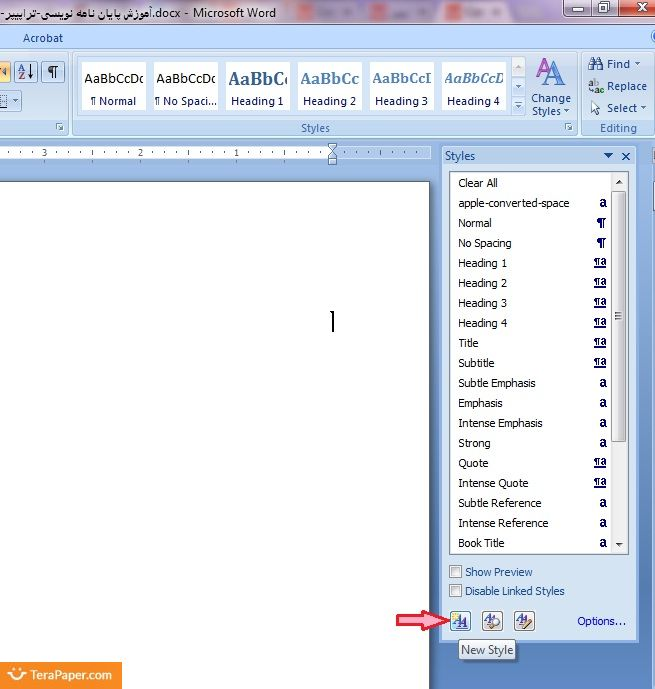 آموزش پایان نامه نویسی-تراپیپر-.docx - Microsoft Word
Acrobat
AaBbCcDc AaBbCcDc AaBbCc AaBbCc AaBbCcI AaBbCcD
¶ Normal ¶ No Spaci... Heading 1 Heading 2 Heading 3 Heading 4
Change Styles
Find
Replace
Select
Styles
Editing
3 2 1
Styles
Clear All
apple-converted-space a
Normal ¶
No Spacing ¶
Heading 1 ¶a
Heading 2 ¶a
Heading 3 ¶a
Heading 4 ¶a
Title ¶a
Subtitle ¶a
Subtle Emphasis a
Emphasis a
Intense Emphasis a
Strong a
Quote ¶a
Intense Quote ¶a
Subtle Reference a
Intense Reference a
Book Title a
Show Preview
Disable Linked Styles
Options...
New Style
TeraPaper.com